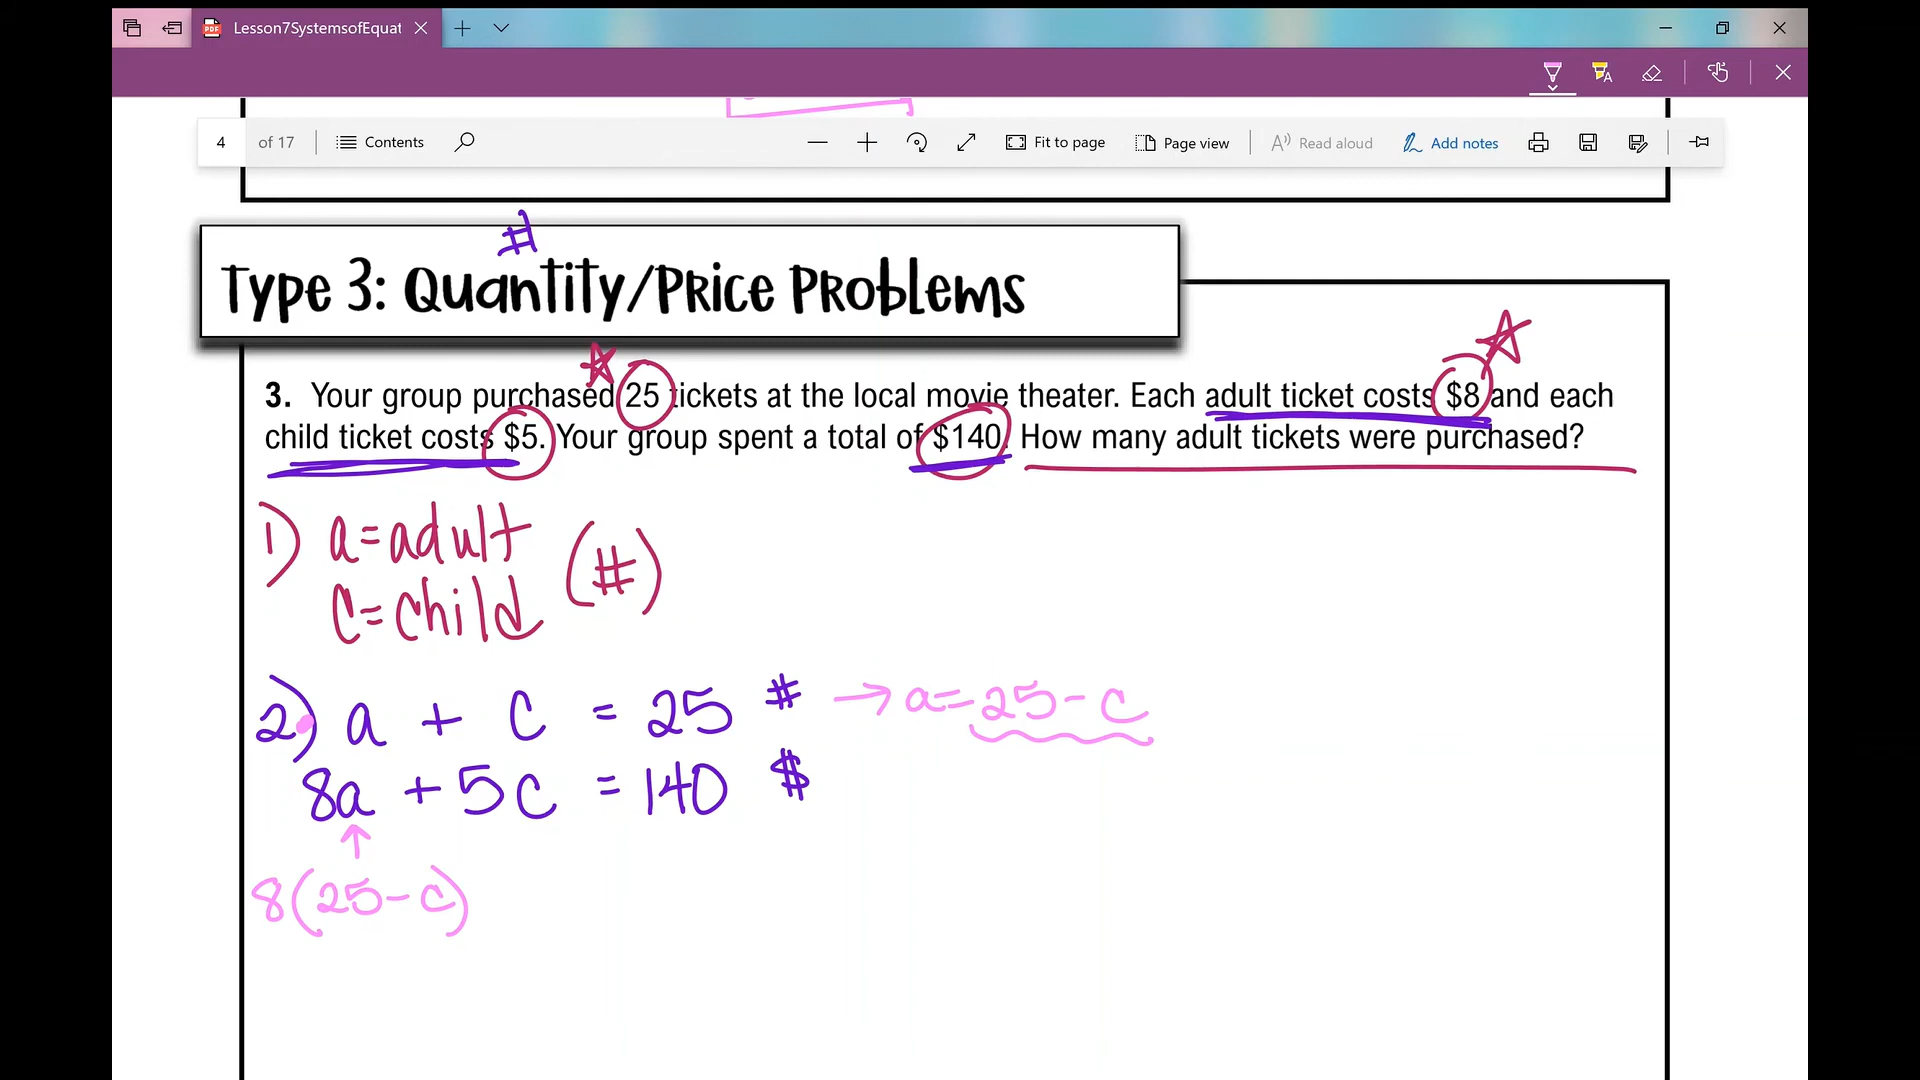 Lesson7SystemsofEquat
4 of 17 Contents Fit to page Page view Read aloud Add notes
#
Type 3: Quantity/Price Problems
3. Your group purchased 25 tickets at the local movie theater. Each adult ticket costs $8 and each
child ticket costs $5. Your group spent a total of $140. How many adult tickets were purchased?
1) a=adult
c=child (#)
2) a + c = 25 # → a=25-c
8a + 5c = 140 $
8(25-c)